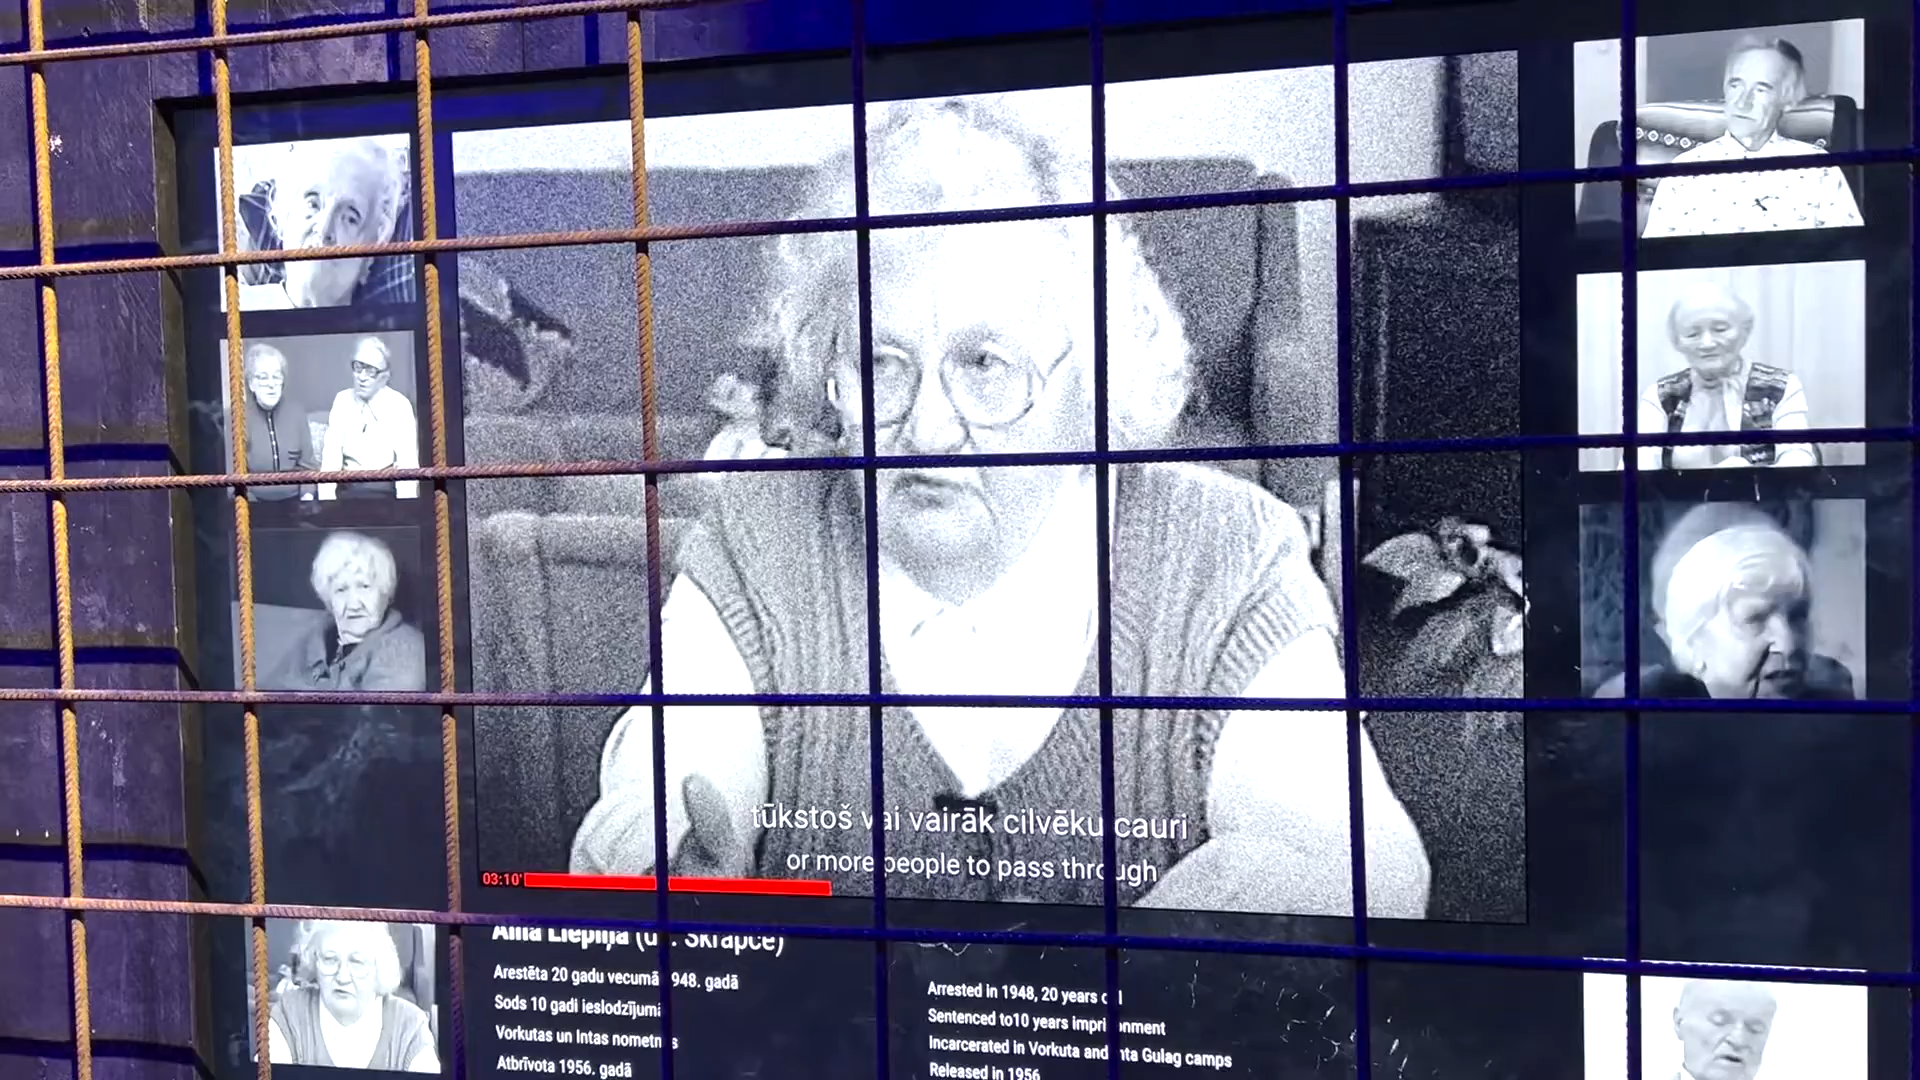 tūkstoš vai vairāk cilvēku cauri
or more people to pass through
03:10'
Aina Liepiņa (dz. Skrapce)
Arestēta 20 gadu vecumā 1948. gadā
Sods 10 gadi ieslodzījumā
Vorkutas un Intas nometnēs
Atbrīvota 1956. gadā
Arrested in 1948, 20 years old
Sentenced to10 years imprisonment
Incarcerated in Vorkuta and Inta Gulag camps
Released in 1956